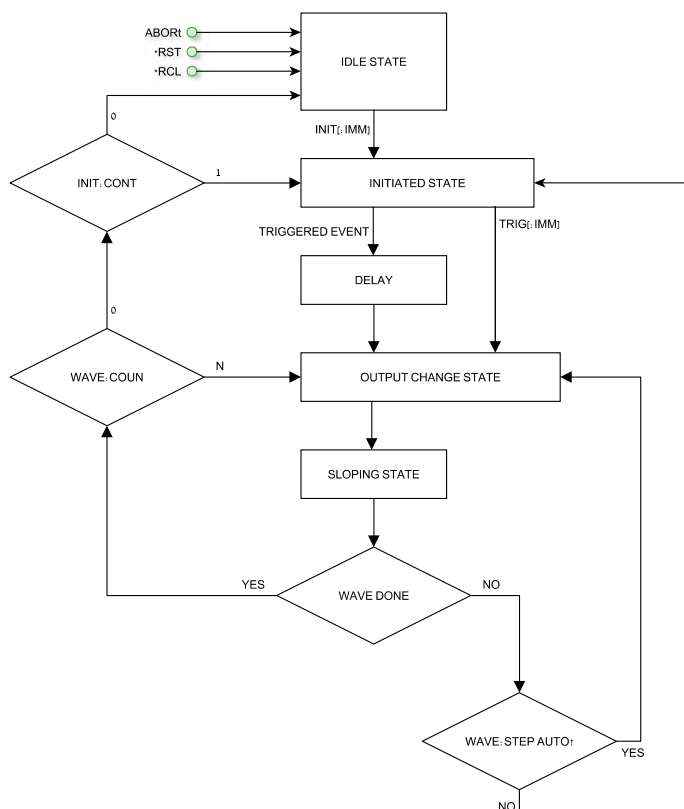 ABORt
*RST
*RCL
IDLE STATE
0
INIT[:IMM]
INIT:CONT
1
INITIATED STATE
TRIGGERED EVENT
TRIG[:IMM]
DELAY
0
WAVE:COUN
N
OUTPUT CHANGE STATE
SLOPING STATE
YES
WAVE DONE
NO
WAVE:STEP AUTO?
YES
NO